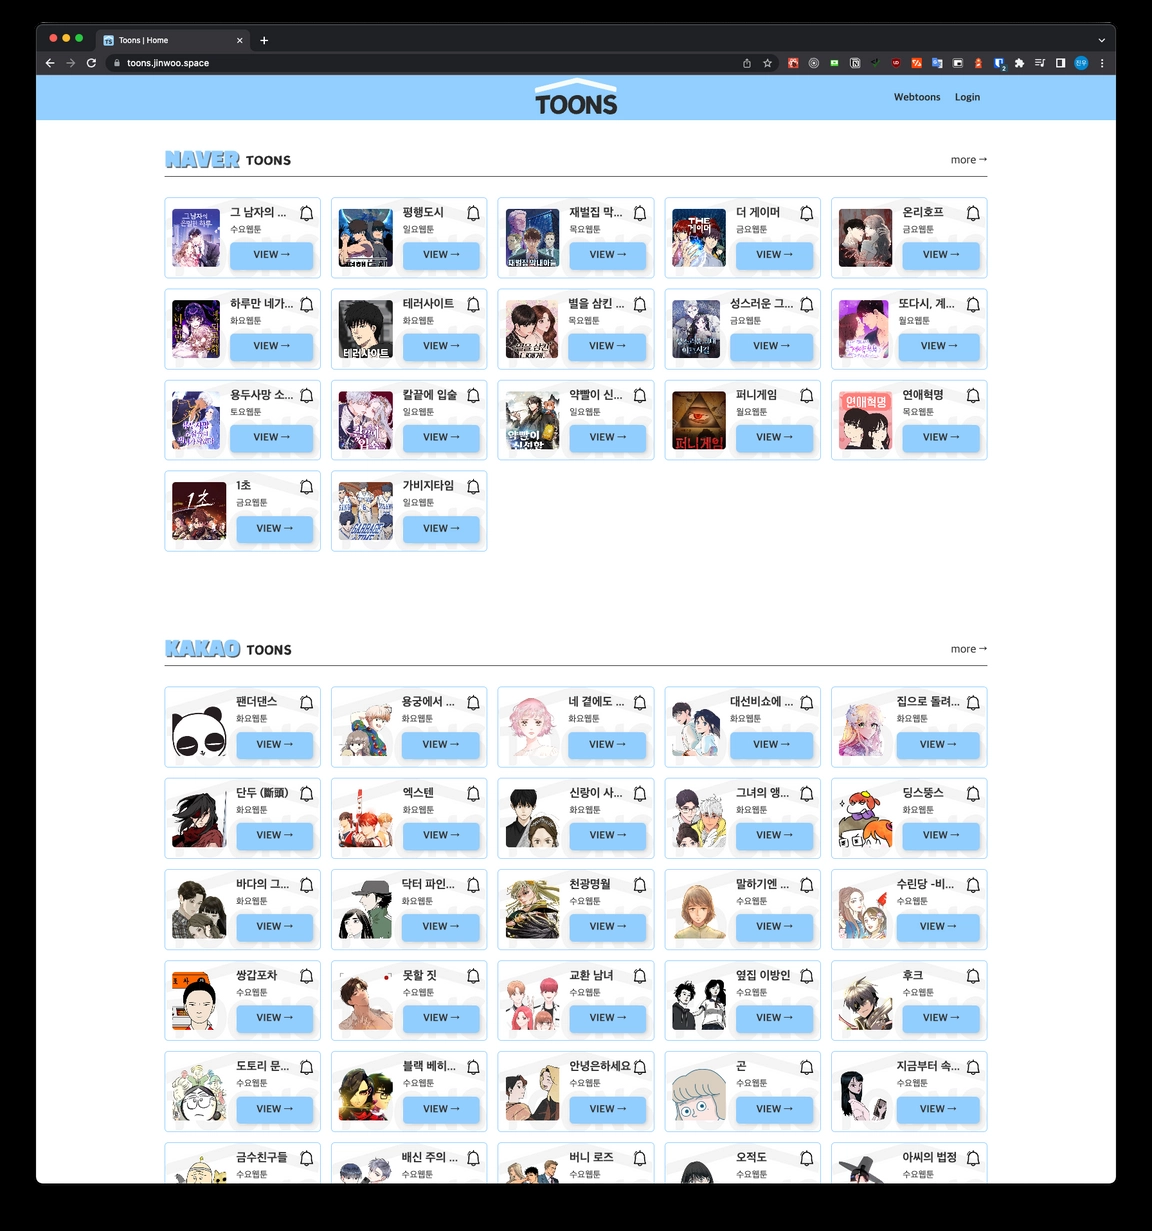 Toons | Home
toons.jinwoo.space
TOONS
Webtoons
Login
NAVER TOONS
more →
그 남자의 ...
수요웹툰
VIEW →
평행도시
일요웹툰
VIEW →
재벌집 막...
목요웹툰
VIEW →
더 게이머
금요웹툰
VIEW →
온리호프
금요웹툰
VIEW →
하루만 네가...
화요웹툰
VIEW →
테러사이트
화요웹툰
VIEW →
별을 삼킨 ...
목요웹툰
VIEW →
성스러운 그...
금요웹툰
VIEW →
또다시, 계...
월요웹툰
VIEW →
용두사망 소...
토요웹툰
VIEW →
칼끝에 입술
일요웹툰
VIEW →
약빨이 신...
일요웹툰
VIEW →
퍼니게임
월요웹툰
VIEW →
연애혁명
목요웹툰
VIEW →
1초
금요웹툰
VIEW →
가비지타임
일요웹툰
VIEW →
KAKAO TOONS
more →
팬더댄스
화요웹툰
VIEW →
용궁에서 ...
화요웹툰
VIEW →
네 곁에도 ...
화요웹툰
VIEW →
대선비쇼에 ...
화요웹툰
VIEW →
집으로 돌려...
화요웹툰
VIEW →
단두 (斷頭)
화요웹툰
VIEW →
엑스텐
화요웹툰
VIEW →
신랑이 사...
화요웹툰
VIEW →
그녀의 앵...
화요웹툰
VIEW →
딩스뚱스
화요웹툰
VIEW →
바다의 그...
화요웹툰
VIEW →
닥터 파인...
화요웹툰
VIEW →
천광명월
수요웹툰
VIEW →
말하기엔 ...
수요웹툰
VIEW →
수린당 -비...
수요웹툰
VIEW →
쌍갑포차
수요웹툰
VIEW →
못할 짓
수요웹툰
VIEW →
교환 남녀
수요웹툰
VIEW →
옆집 이방인
수요웹툰
VIEW →
후크
수요웹툰
VIEW →
도토리 문...
수요웹툰
VIEW →
블랙 베히...
수요웹툰
VIEW →
안녕은하세요
수요웹툰
VIEW →
곤
수요웹툰
VIEW →
지금부터 속...
수요웹툰
VIEW →
금수친구들
수요웹툰
배신 주의 ...
수요웹툰
버니 로즈
수요웹툰
오적도
수요웹툰
아씨의 법정
수요웹툰